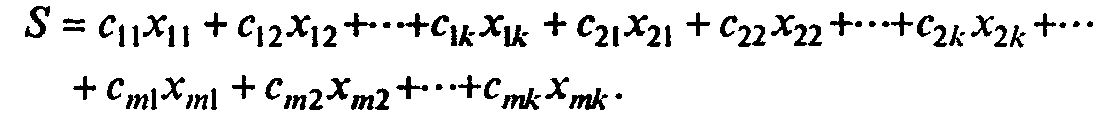 S = c₁₁x₁₁ + c₁₂x₁₂+···+c₁ₖx₁ₖ + c₂₁x₂₁ + c₂₂x₂₂+···+c₂ₖx₂ₖ+···
+ cₘ₁xₘ₁ + cₘ₂xₘ₂+···+cₘₖxₘₖ.